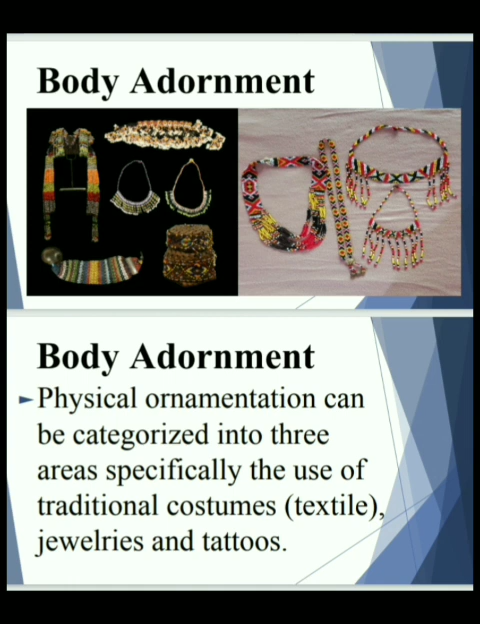 Body Adornment
Body Adornment
Physical ornamentation can
be categorized into three
areas specifically the use of
traditional costumes (textile),
jewelries and tattoos.